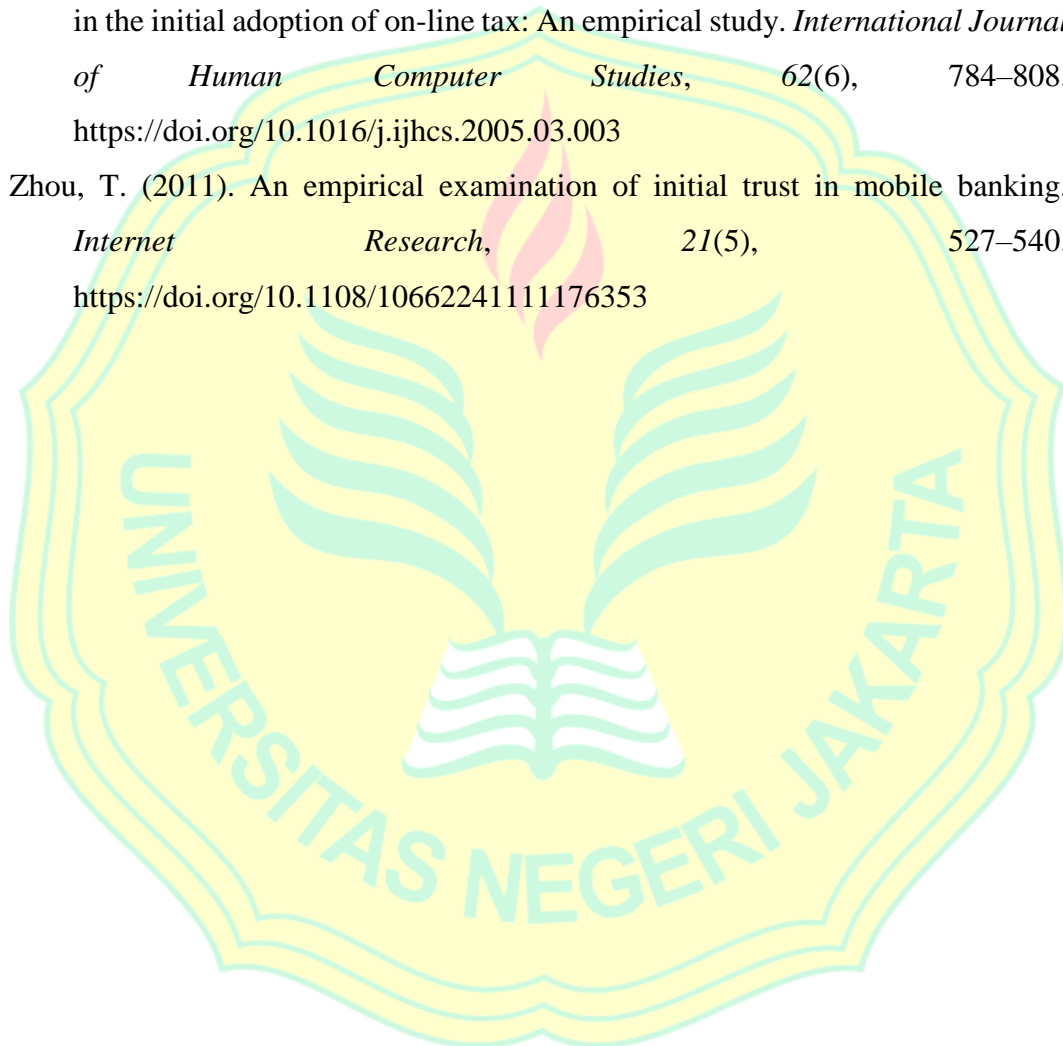 in the initial adoption of on-line tax: An empirical study. International Journal
of Human Computer Studies, 62(6), 784–808.
https://doi.org/10.1016/j.ijhcs.2005.03.003
Zhou, T. (2011). An empirical examination of initial trust in mobile banking.
Internet Research, 21(5), 527–540.
https://doi.org/10.1108/10662241111176353
UNIVERSITAS NEGERI JAKARTA